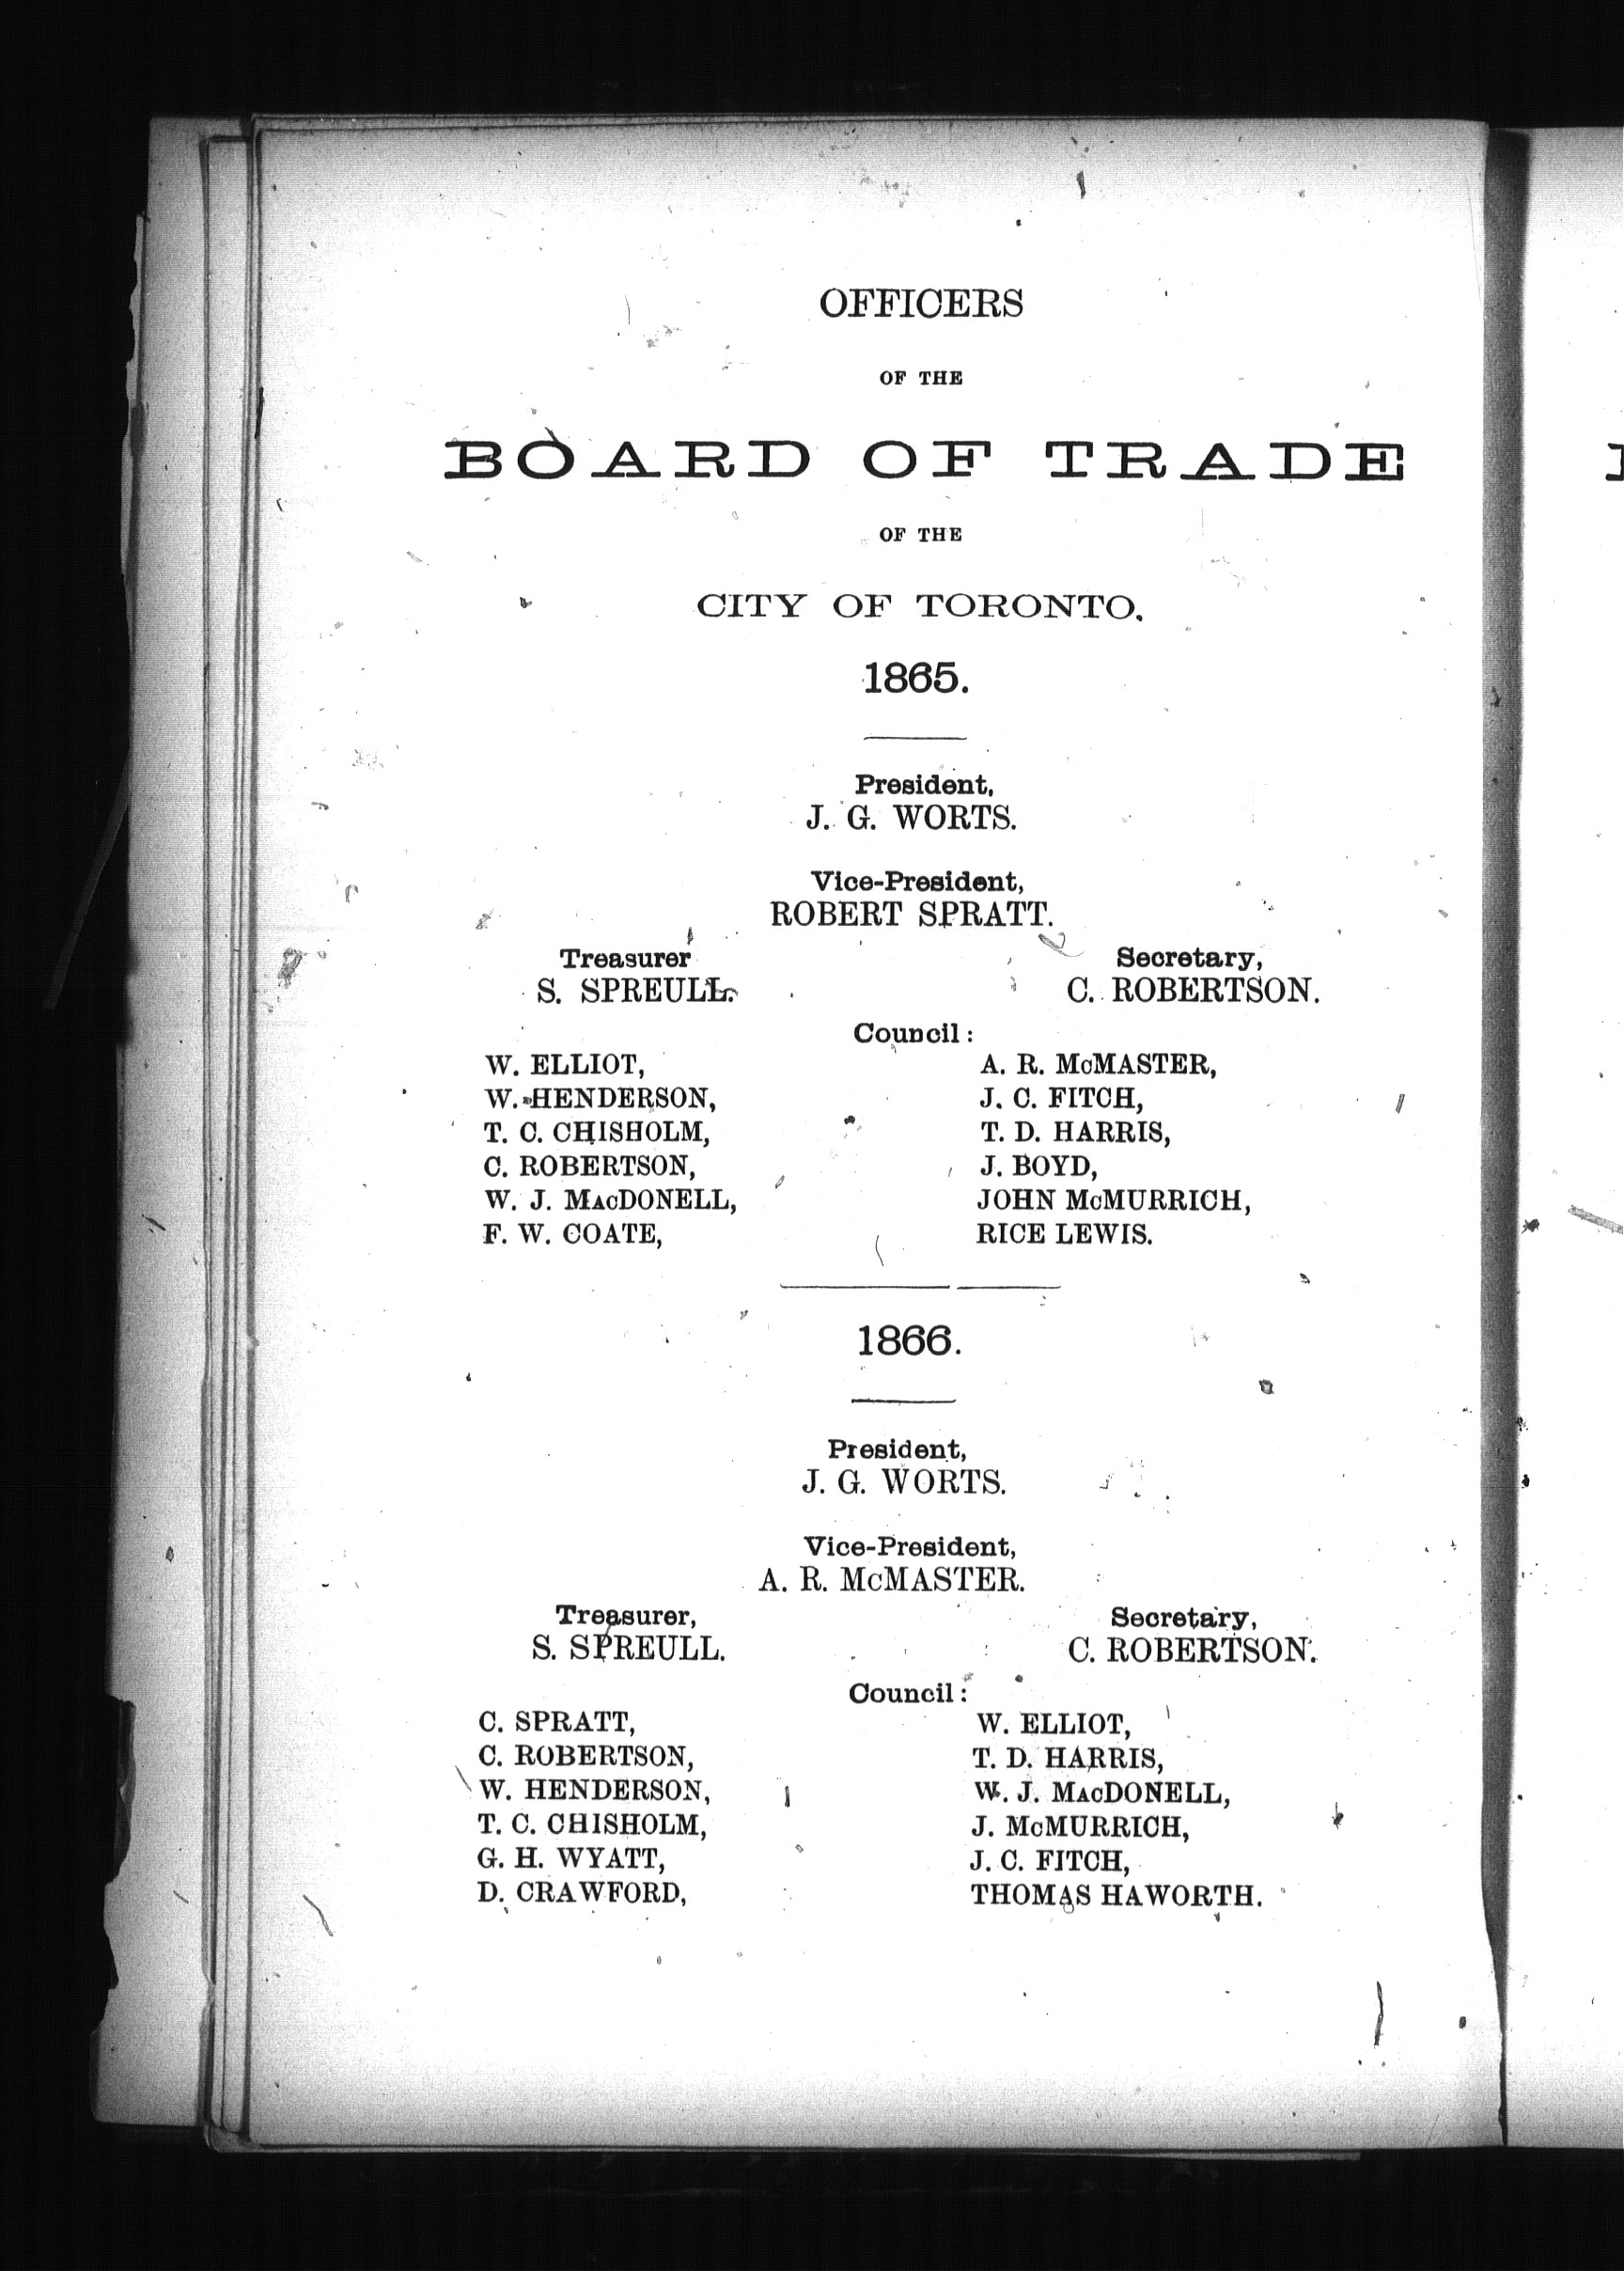 OFFICERS
OF THE
BOARD OF TRADE
OF THE
CITY OF TORONTO.
1865.
President,
J. G. WORTS.
Vice-President,
ROBERT SPRATT.
Treasurer
S. SPREULL.
Secretary,
C. ROBERTSON.
Council:
W. ELLIOT,
W. HENDERSON,
T. C. CHISHOLM,
C. ROBERTSON,
W. J. MACDONELL,
F. W. COATE,
A. R. McMASTER,
J. C. FITCH,
T. D. HARRIS,
J. BOYD,
JOHN McMURRICH,
RICE LEWIS.
1866.
President,
J. G. WORTS.
Vice-President,
A. R. McMASTER.
Treasurer,
S. SPREULL.
Secretary,
C. ROBERTSON.
Council:
C. SPRATT,
C. ROBERTSON,
W. HENDERSON,
T. C. CHISHOLM,
G. H. WYATT,
D. CRAWFORD,
W. ELLIOT,
T. D. HARRIS,
W. J. MACDONELL,
J. McMURRICH,
J. C. FITCH,
THOMAS HAWORTH.